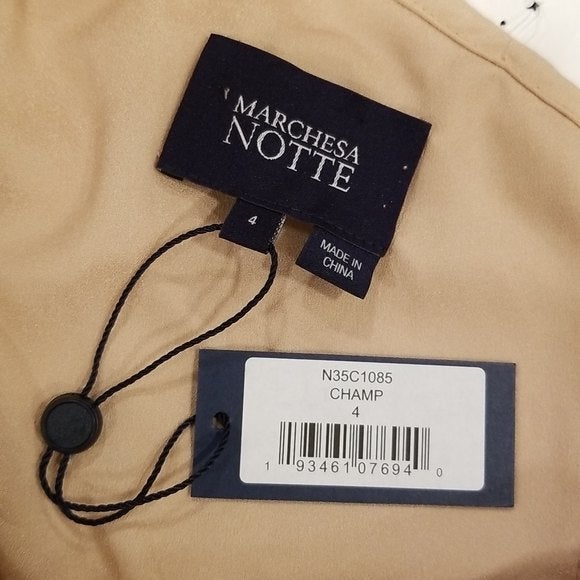 MARCHESA
NOTTE
4
MADE IN
CHINA
N35C1085
CHAMP
4
1 93461 07694 0